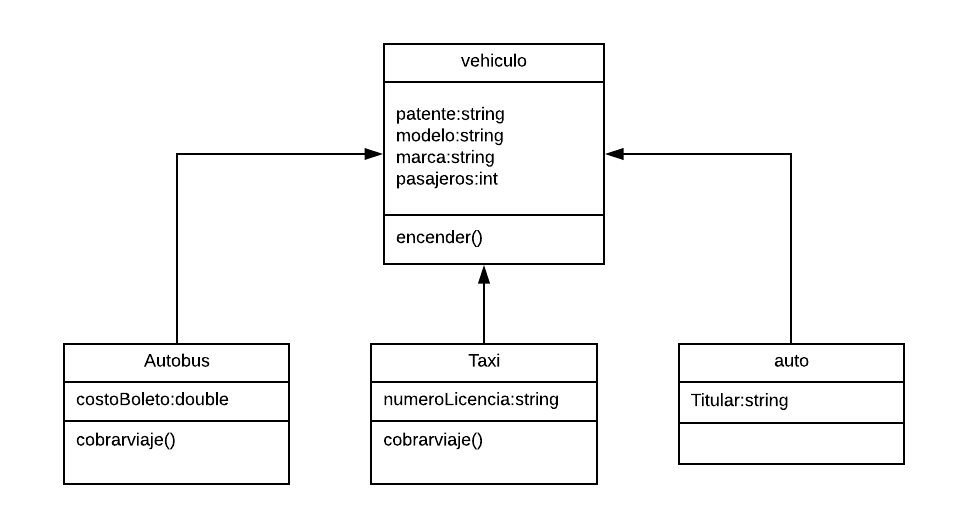 vehiculo
patente:string
modelo:string
marca:string
pasajeros:int
encender()
Autobus
costoBoleto:double
cobrarviaje()
Taxi
numeroLicencia:string
cobrarviaje()
auto
Titular:string